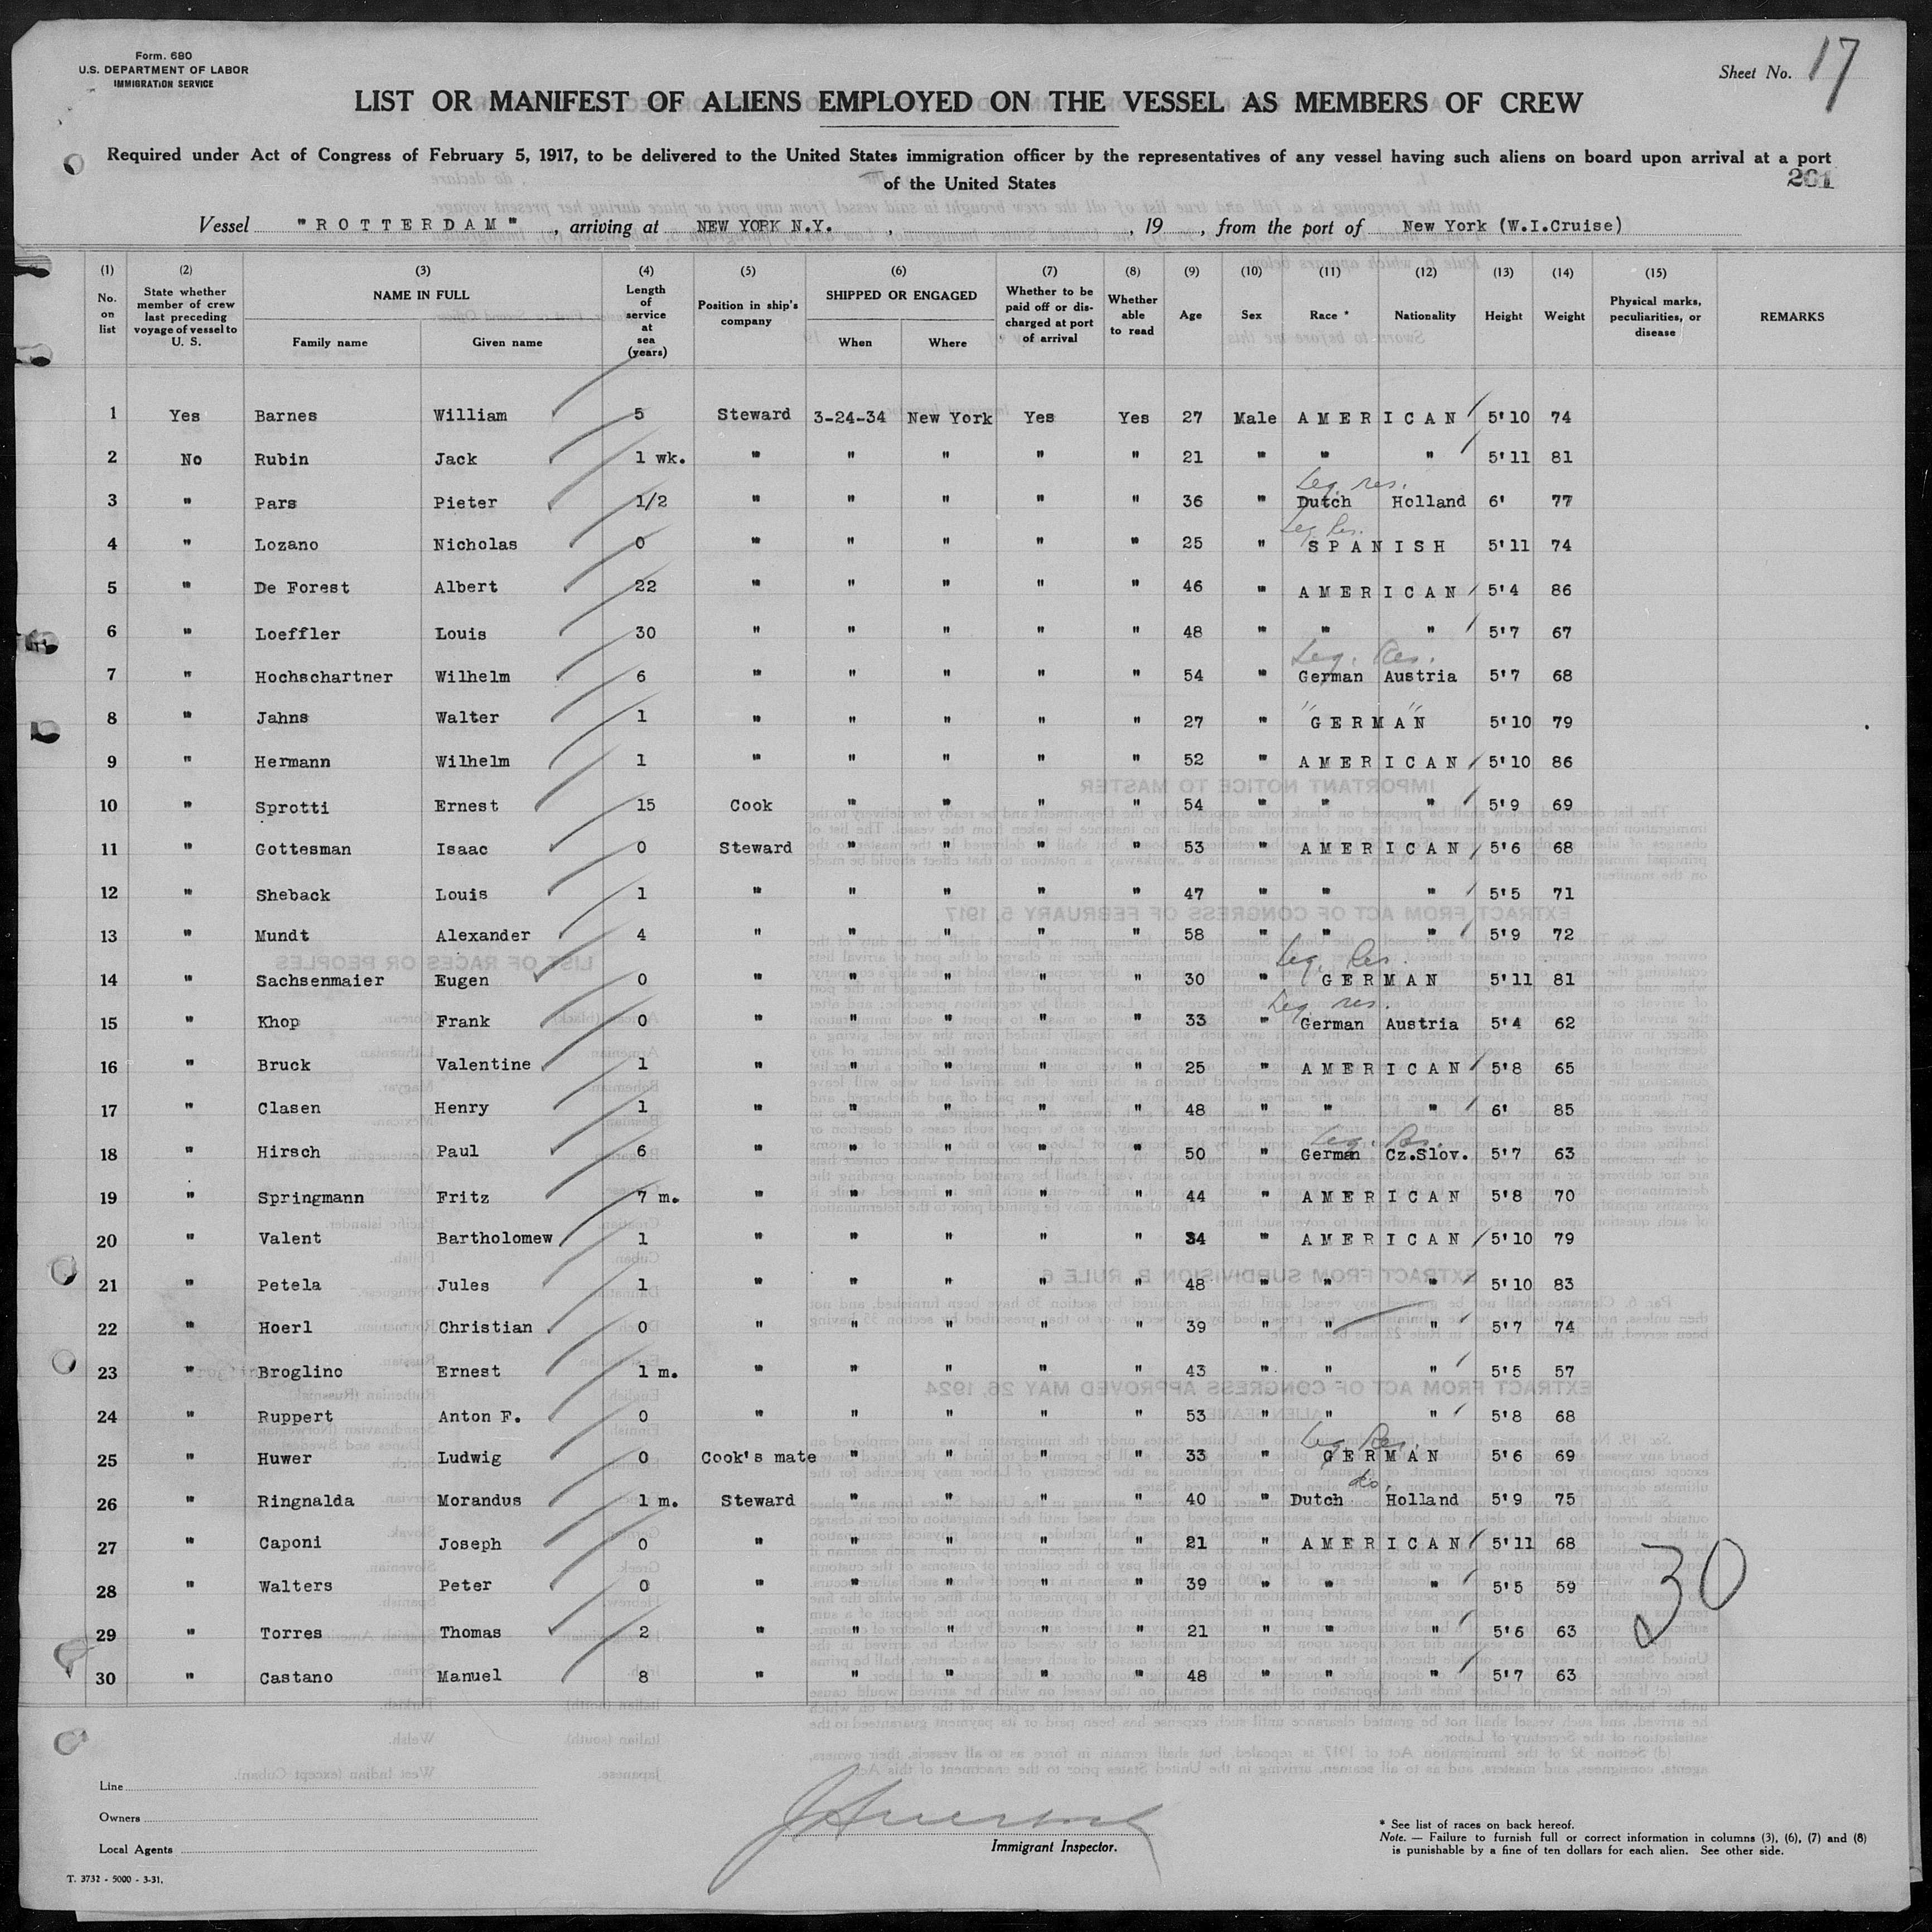 Form. 680
U.S. DEPARTMENT OF LABOR
IMMIGRATION SERVICE
Sheet No. 17
LIST OR MANIFEST OF ALIENS EMPLOYED ON THE VESSEL AS MEMBERS OF CREW
Required under Act of Congress of February 5, 1917, to be delivered to the United States immigration officer by the representatives of any vessel having such aliens on board upon arrival at a port
of the United States
261
Vessel "ROTTERDAM", arriving at NEW YORK N.Y., , 19 , from the port of New York (W.I.Cruise)
(1) No. on list (2) State whether member of crew last preceding voyage of vessel to U. S. (3) NAME IN FULL Family name Given name (4) Length of service at sea (years) (5) Position in ship's company (6) SHIPPED OR ENGAGED When Where (7) Whether to be paid off or discharged at port of arrival (8) Whether able to read (9) Age (10) Sex (11) Race * (12) Nationality (13) Height (14) Weight (15) Physical marks, peculiarities, or disease REMARKS
1 Yes Barnes William 5 Steward 3-24-34 New York Yes Yes 27 Male AMERICAN 5'10 74
2 No Rubin Jack 1 wk. " " " " " 21 " " " 5'11 81
Leg. res.
3 " Pars Pieter 1/2 " " " " " 36 " Dutch Holland 6' 77
Leg. Res.
4 " Lozano Nicholas 0 " " " " " 25 " SPANISH 5'11 74
5 " De Forest Albert 22 " " " " " 46 " AMERICAN 5'4 86
6 " Loeffler Louis 30 " " " " " 48 " " " 5'7 67
Leg. Res.
7 " Hochschartner Wilhelm 6 " " " " " 54 " German Austria 5'7 68
" "
8 " Jahns Walter 1 " " " " " 27 " GERMAN 5'10 79
9 " Hermann Wilhelm 1 " " " " " 52 " AMERICAN 5'10 86
10 " Sprotti Ernest 15 Cook " " " " 54 " " " 5'9 69
11 " Gottesman Isaac 0 Steward " " " " 53 " AMERICAN 5'6 68
12 " Sheback Louis 1 " " " " " 47 " " " 5'5 71
13 " Mundt Alexander 4 " " " " " 58 " " " 5'9 72
Leg. Res.
14 " Sachsenmaier Eugen 0 " " " " " 30 " GERMAN 5'11 81
Leg. res.
15 " Khop Frank 0 " " " " " 33 " German Austria 5'4 62
16 " Bruck Valentine 1 " " " " " 25 " AMERICAN 5'8 65
17 " Clasen Henry 1 " " " " " 48 " " " 6' 85
Leg. Res.
18 " Hirsch Paul 6 " " " " " 50 " German Cz.Slov. 5'7 63
19 " Springmann Fritz 7 m. " " " " " 44 " AMERICAN 5'8 70
20 " Valent Bartholomew 1 " " " " " 34 " AMERICAN 5'10 79
21 " Petela Jules 1 " " " " " 48 " " " 5'10 83
22 " Hoerl Christian 0 " " " " " 39 " " " 5'7 74
23 " Broglino Ernest 1 m. " " " " " 43 " " " 5'5 57
24 " Ruppert Anton F. 0 " " " " " 53 " " " 5'8 68
Leg. Res.
25 " Huwer Ludwig 0 Cook's mate " " " " 33 " GERMAN 5'6 69
do.
26 " Ringnalda Morandus 1 m. Steward " " " " 40 " Dutch Holland 5'9 75
27 " Caponi Joseph 0 " " " " " 21 " AMERICAN 5'11 68
28 " Walters Peter 0 " " " " " 39 " " " 5'5 59
29 " Torres Thomas 2 " " " " " 21 " " " 5'6 63
30 " Castano Manuel 8 " " " " " 48 " " " 5'7 63
30
Line
Owners
Local Agents
Immigrant Inspector.
* See list of races on back hereof.
Note. — Failure to furnish full or correct information in columns (3), (6), (7) and (8)
is punishable by a fine of ten dollars for each alien. See other side.
T. 3732 - 5000 - 3-31.